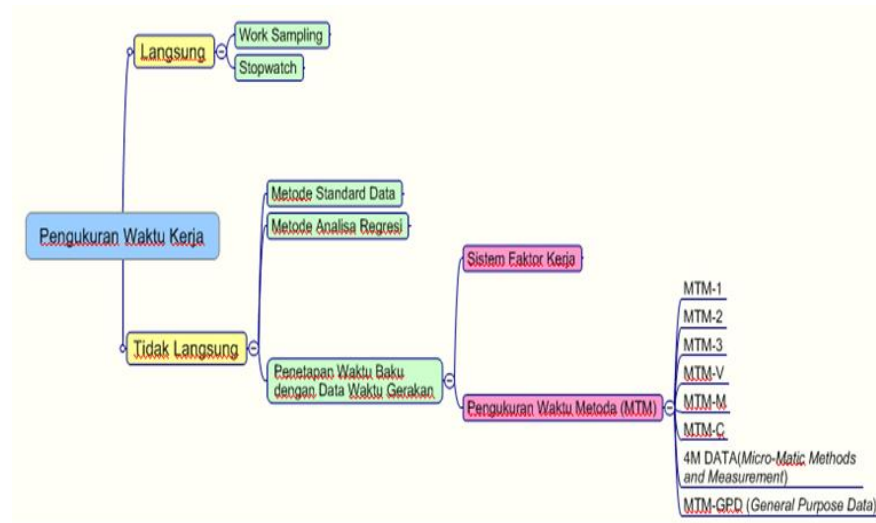 Langsung
Work Sampling
Stopwatch
Pengukuran Waktu Kerja
Tidak Langsung
Metode Standard Data
Metode Analisa Regresi
Penetapan Waktu Baku
dengan Data Waktu Gerakan
Sistem Faktor Kerja
Pengukuran Waktu Metoda (MTM)
MTM-1
MTM-2
MTM-3
MTM-V
MTM-M
MTM-C
4M DATA(Micro-Matic Methods
and Measurement)
MTM-GPD (General Purpose Data)